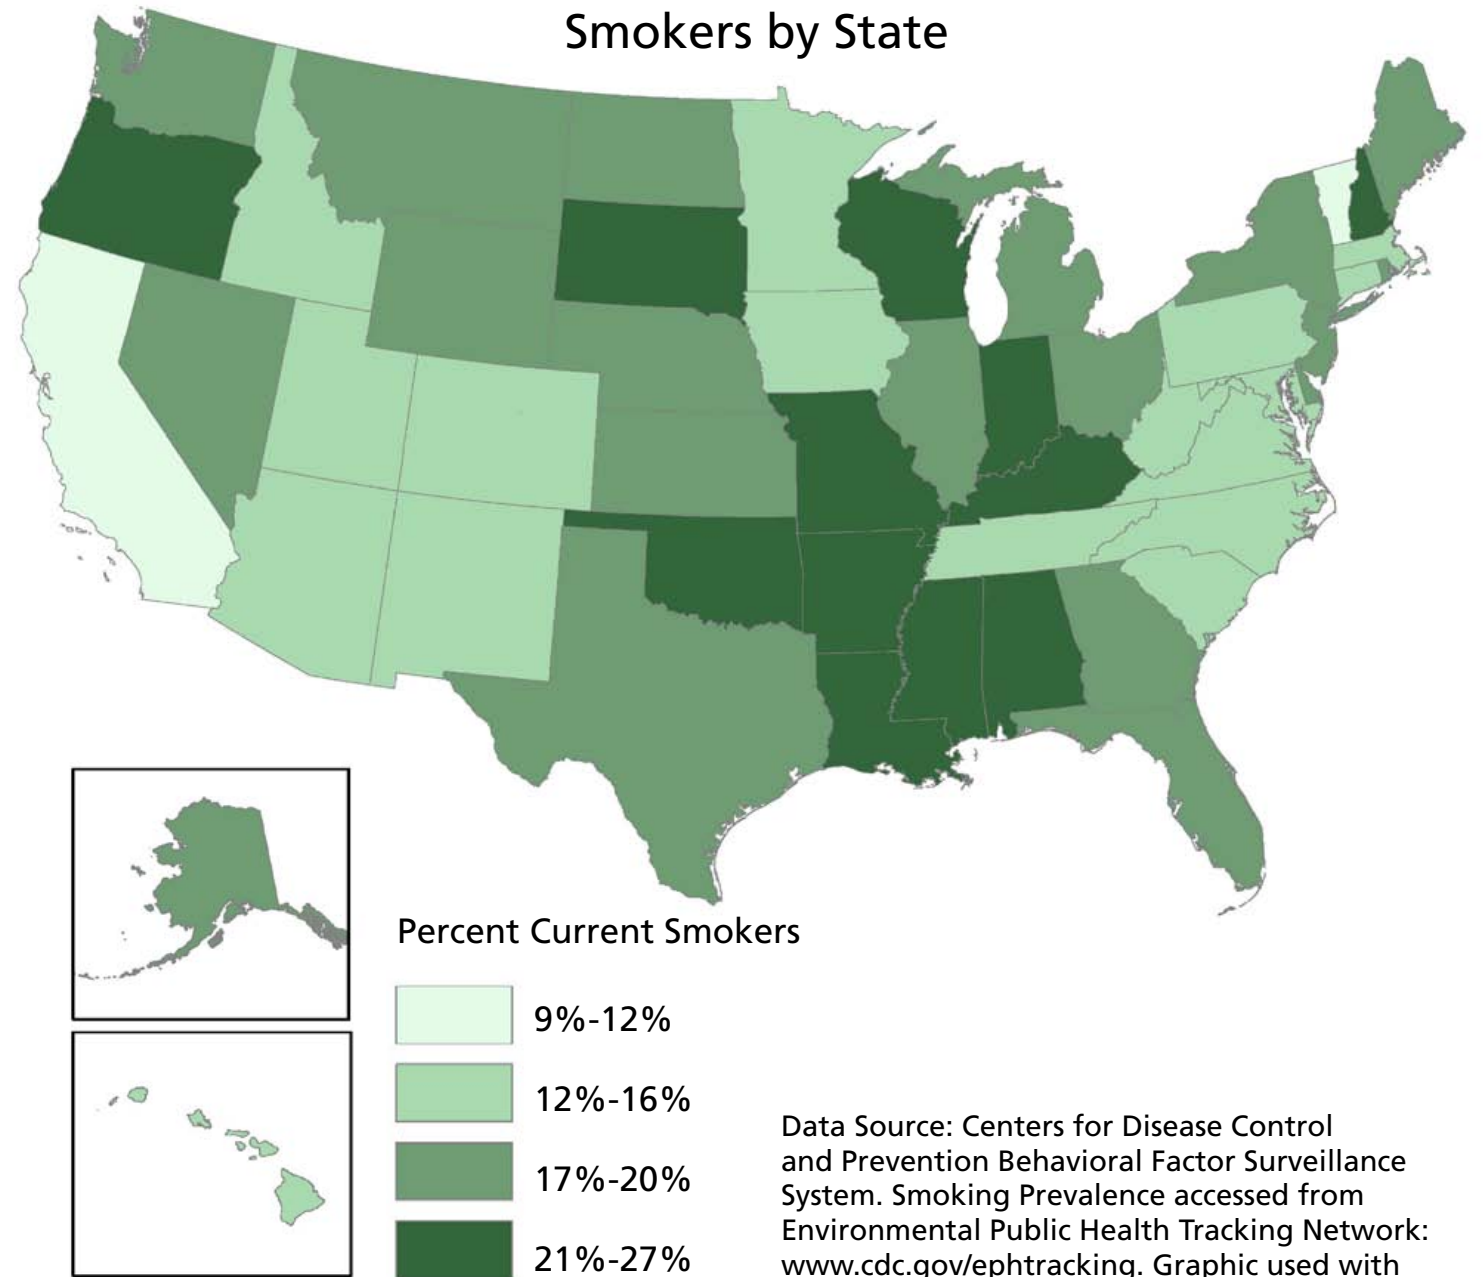 Smokers by State
Percent Current Smokers
9%-12%
12%-16%
17%-20%
21%-27%
Data Source: Centers for Disease Control
and Prevention Behavioral Factor Surveillance
System. Smoking Prevalence accessed from
Environmental Public Health Tracking Network:
www.cdc.gov/ephtracking. Graphic used with